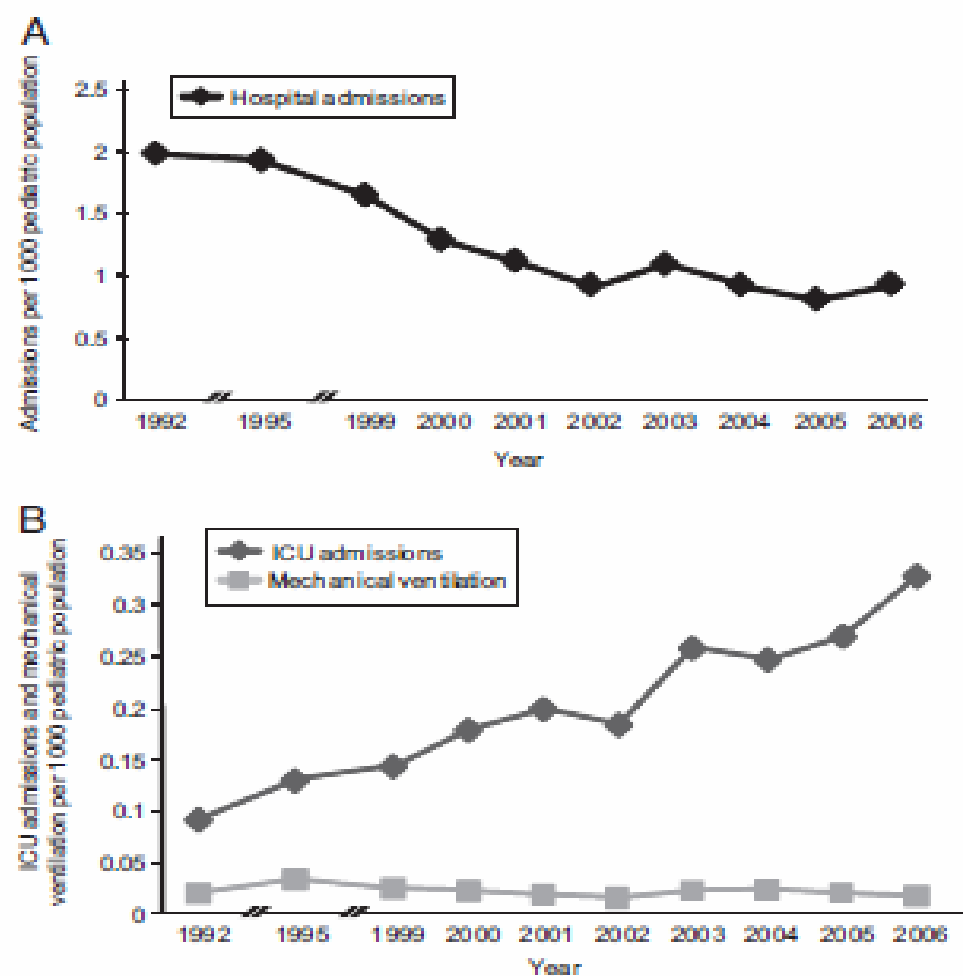 A
Admissions per 1000 pediatric population
2.5
2
1.5
1
0.5
0
Hospital admissions
1992 1995 1999 2000 2001 2002 2003 2004 2005 2006
Year
B
ICU admissions and mechanical
ventilation per 1000 pediatric population
0.35
0.3
0.25
0.2
0.15
0.1
0.05
0
ICU admissions
Mechanical ventilation
1992 1995 1999 2000 2001 2002 2003 2004 2005 2006
Year